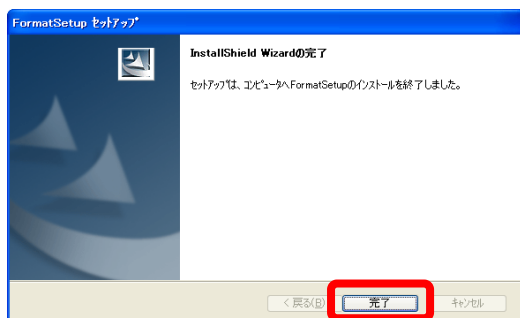 FormatSetup ｾｯﾄｱｯﾌﾟ
InstallShield Wizardの完了
ｾｯﾄｱｯﾌﾟは、ｺﾝﾋﾟｭｰﾀへFormatSetupのｲﾝｽﾄｰﾙを終了しました。
< 戻る(B)
完了
ｷｬﾝｾﾙ